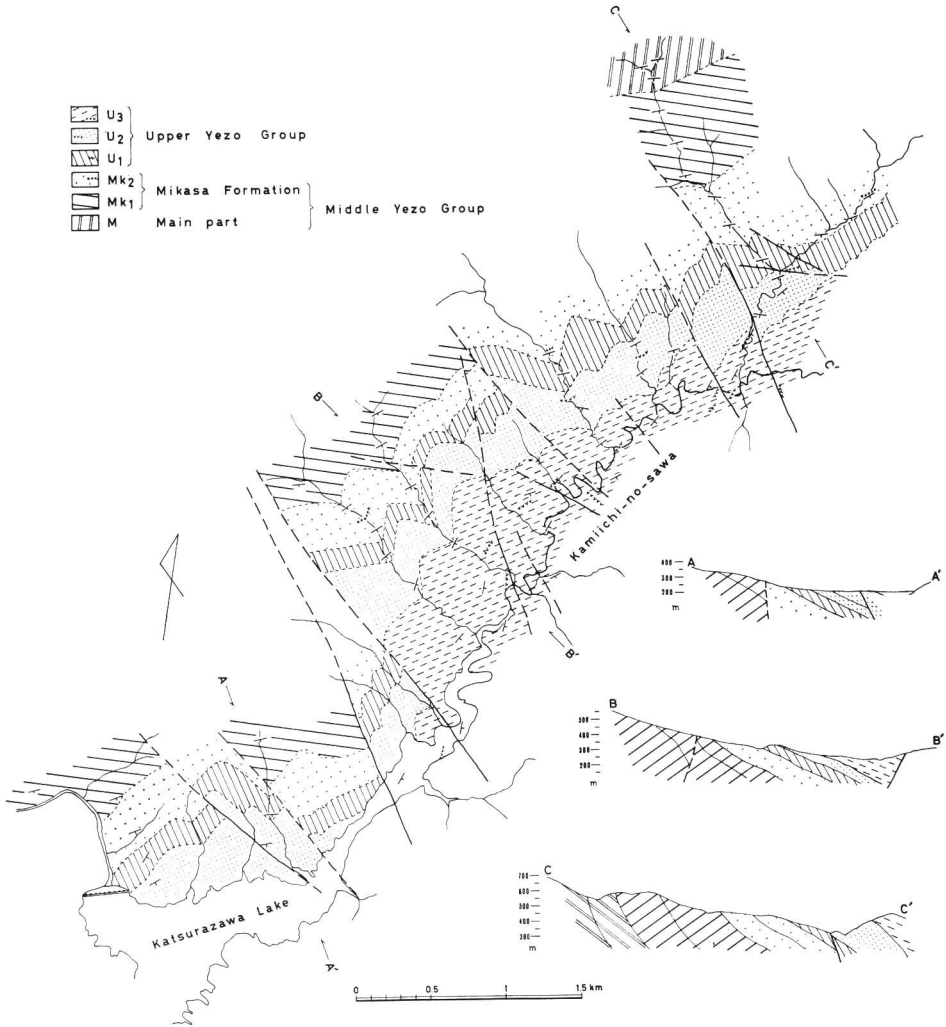 U3
U2
U1
Upper Yezo Group
Mk2
Mk1
Mikasa Formation
M Main part
Middle Yezo Group
C
C'
B
B'
A
A'
Kamiichi-no-sawa
Katsurazawa Lake
0 0.5 1 1.5 km
A A'
400
300
200
m
B B'
500
400
300
200
m
C C'
700
600
500
400
300
m